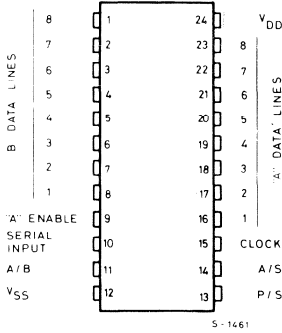 8 1 24 VDD
7 2 23 8
6 3 22 7
5 4 21 6
4 5 20 5
3 6 19 4
2 7 18 3
1 8 17 2
"A" ENABLE 9 16 1
SERIAL INPUT 10 15 CLOCK
A/B 11 14 A/S
VSS 12 13 P/S
B DATA LINES
"A" DATA LINES
S-1461